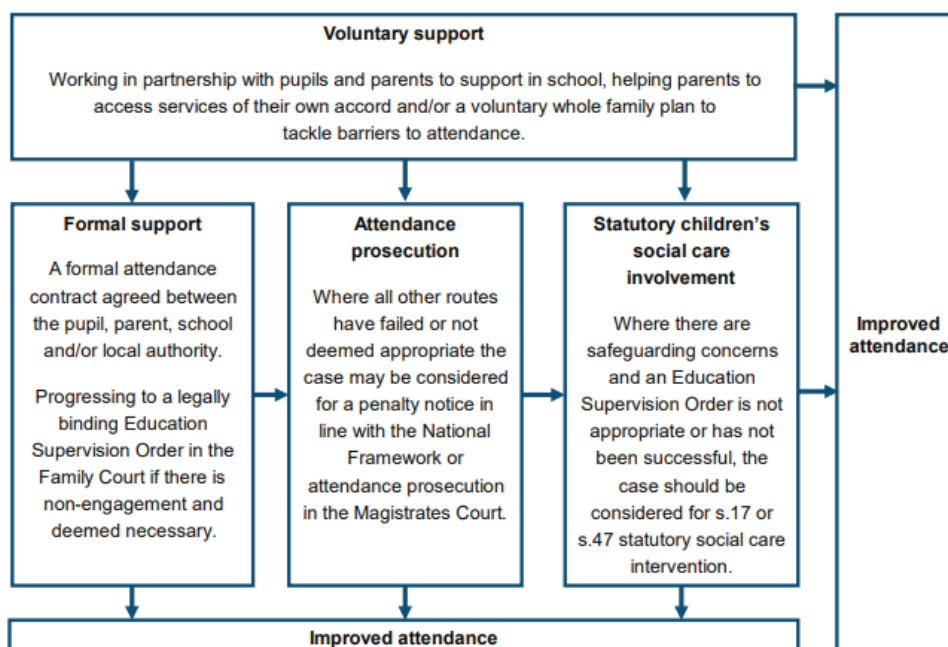 Voluntary support
Working in partnership with pupils and parents to support in school, helping parents to
access services of their own accord and/or a voluntary whole family plan to
tackle barriers to attendance.
Formal support
A formal attendance
contract agreed between
the pupil, parent, school
and/or local authority.
Progressing to a legally
binding Education
Supervision Order in the
Family Court if there is
non-engagement and
deemed necessary.
Attendance
prosecution
Where all other routes
have failed or not
deemed appropriate the
case may be considered
for a penalty notice in
line with the National
Framework or
attendance prosecution
in the Magistrates Court.
Statutory children's
social care
involvement
Where there are
safeguarding concerns
and an Education
Supervision Order is not
appropriate or has not
been successful, the
case should be
considered for s.17 or
s.47 statutory social care
intervention.
Improved
attendance
Improved attendance